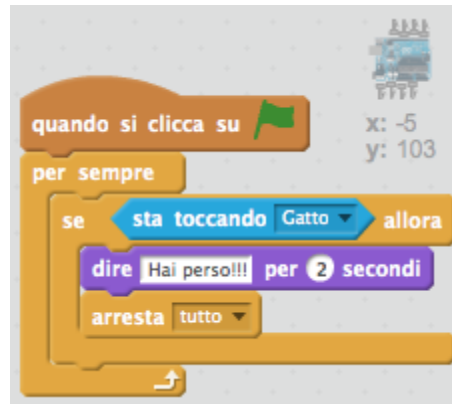 quando si clicca su
x: -5
y: 103
per sempre
se sta toccando Gatto allora
dire Hai perso!!! per 2 secondi
arresta tutto